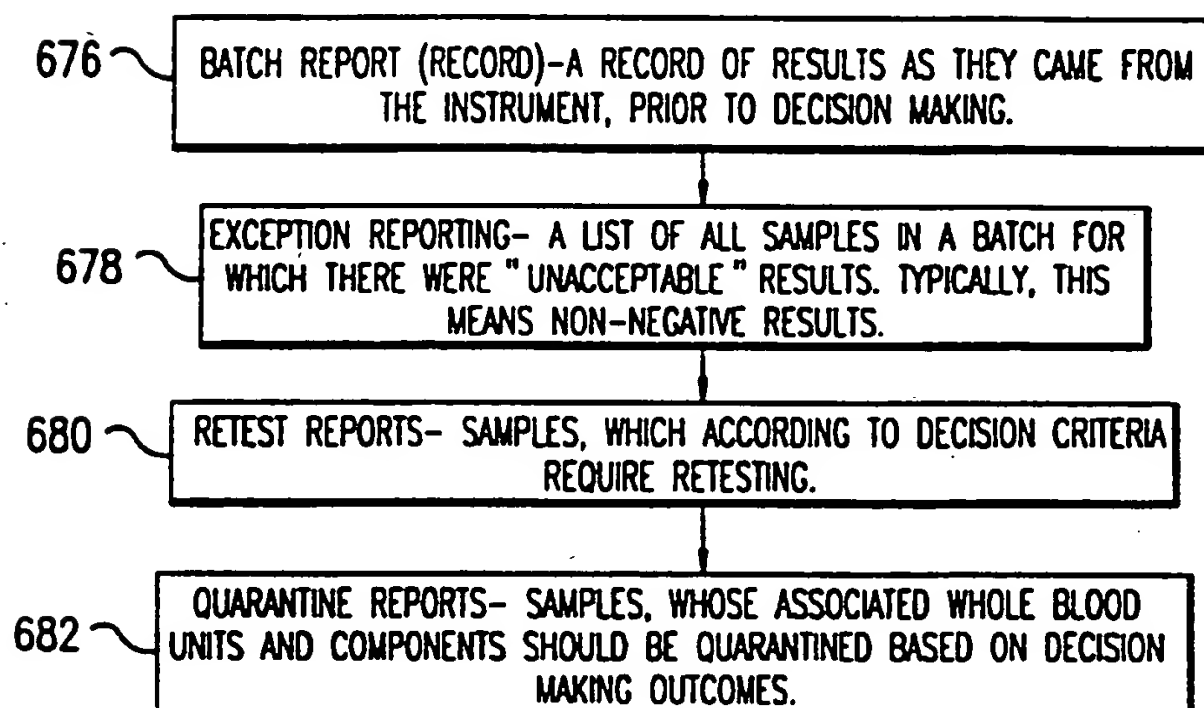 676
BATCH REPORT (RECORD)-A RECORD OF RESULTS AS THEY CAME FROM
THE INSTRUMENT, PRIOR TO DECISION MAKING.
678
EXCEPTION REPORTING- A LIST OF ALL SAMPLES IN A BATCH FOR
WHICH THERE WERE "UNACCEPTABLE" RESULTS. TYPICALLY, THIS
MEANS NON-NEGATIVE RESULTS.
680
RETEST REPORTS- SAMPLES, WHICH ACCORDING TO DECISION CRITERIA
REQUIRE RETESTING.
682
QUARANTINE REPORTS- SAMPLES, WHOSE ASSOCIATED WHOLE BLOOD
UNITS AND COMPONENTS SHOULD BE QUARANTINED BASED ON DECISION
MAKING OUTCOMES.